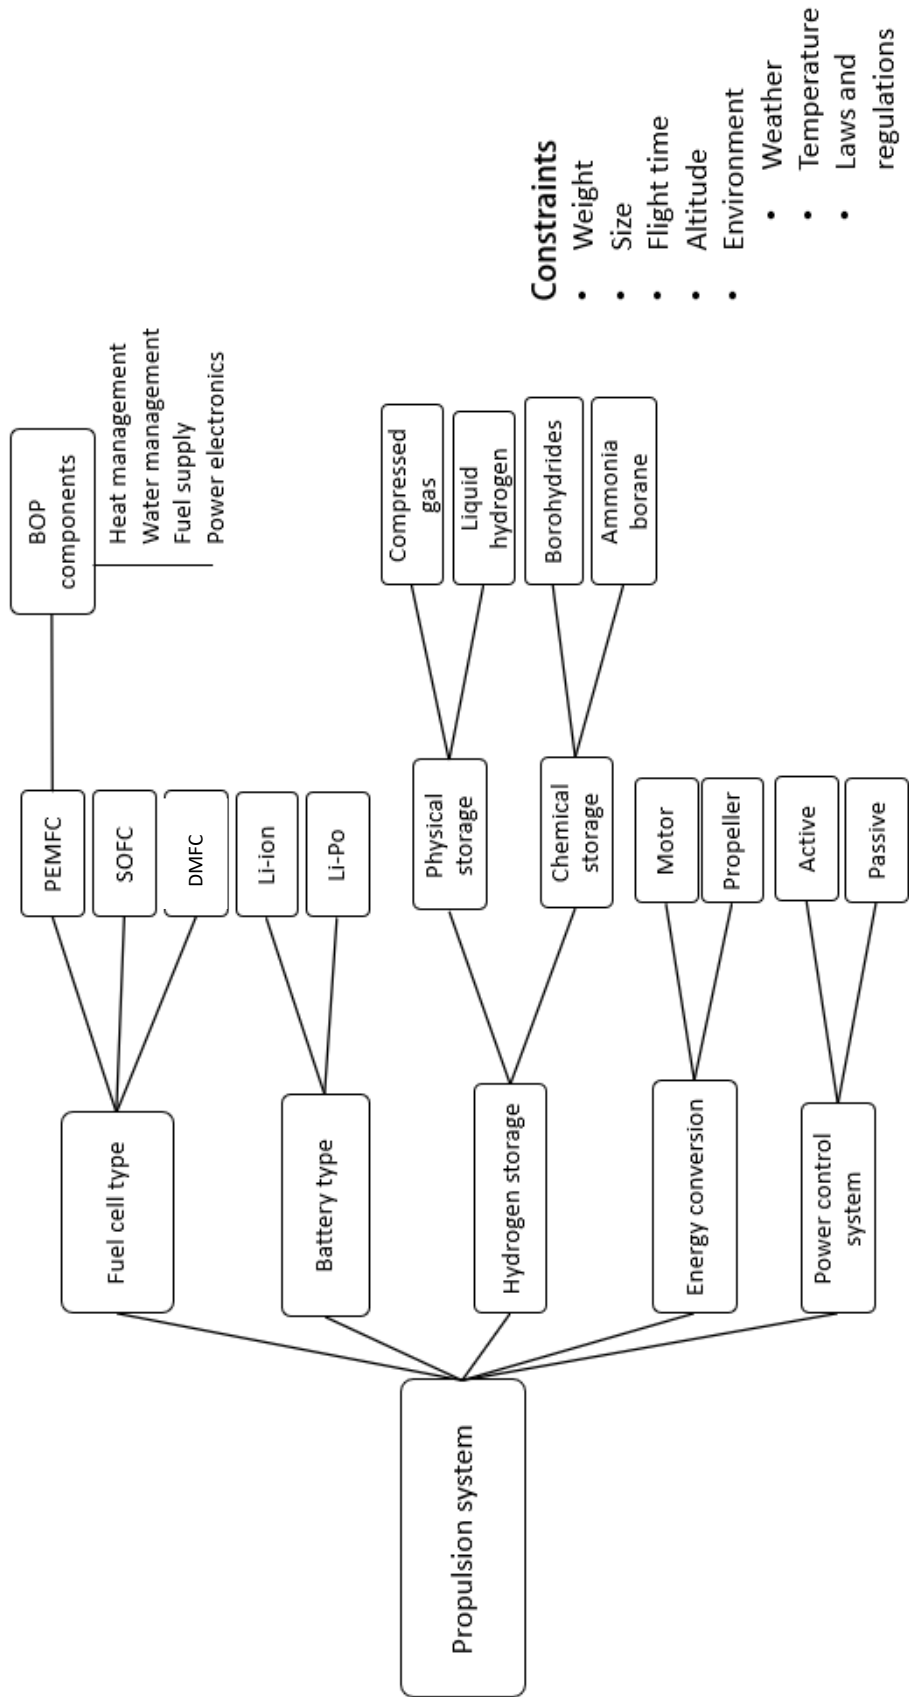 Propulsion system
Fuel cell type
PEMFC
SOFC
DMFC
BOP
components
Heat management
Water management
Fuel supply
Power electronics
Battery type
Li-ion
Li-Po
Hydrogen storage
Physical
storage
Compressed
gas
Liquid
hydrogen
Chemical
storage
Borohydrides
Ammonia
borane
Energy conversion
Motor
Propeller
Power control
system
Active
Passive
Constraints
• Weight
• Size
• Flight time
• Altitude
• Environment
• Weather
• Temperature
• Laws and
regulations